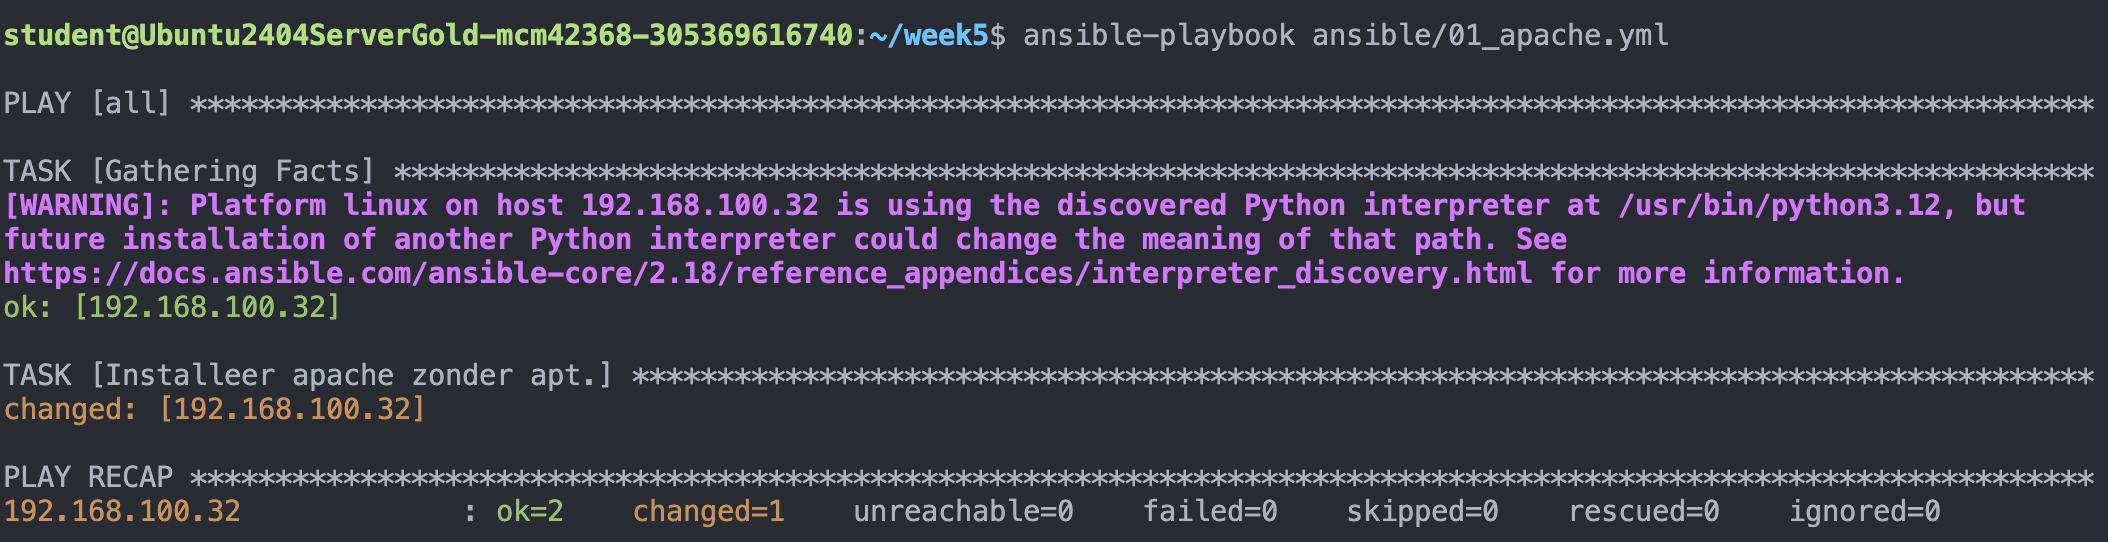 student@Ubuntu2404ServerGold-mcm42368-305369616740:~/week5$ ansible-playbook ansible/01_apache.yml
PLAY [all] ****************************************************************************************************************
TASK [Gathering Facts] ****************************************************************************************************
[WARNING]: Platform linux on host 192.168.100.32 is using the discovered Python interpreter at /usr/bin/python3.12, but
future installation of another Python interpreter could change the meaning of that path. See
https://docs.ansible.com/ansible-core/2.18/reference_appendices/interpreter_discovery.html for more information.
ok: [192.168.100.32]
TASK [Installeer apache zonder apt.] **************************************************************************************
changed: [192.168.100.32]
PLAY RECAP ****************************************************************************************************************
192.168.100.32             : ok=2    changed=1    unreachable=0    failed=0    skipped=0    rescued=0    ignored=0